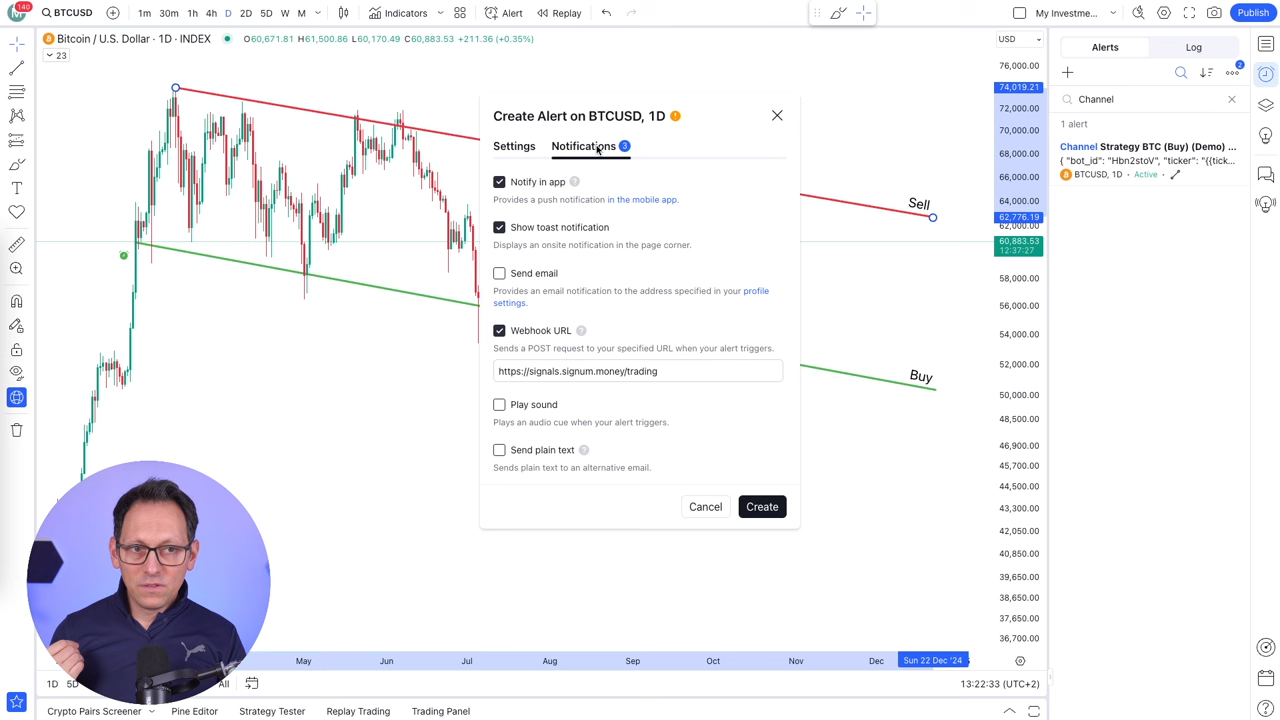 140
BTCUSD
1m 30m 1h 4h D 2D 5D W M
Indicators
Alert
Replay
My Investme...
Publish
Bitcoin / U.S. Dollar · 1D · INDEX
O60,671.81 H61,500.86 L60,170.49 C60,883.53 +211.36 (+0.35%)
23
USD
76,000.00
74,019.21
72,000.00
70,000.00
68,000.00
66,000.00
64,000.00
62,776.19
62,000.00
60,883.53
12:37:27
58,000.00
56,000.00
54,000.00
52,000.00
50,000.00
48,500.00
46,900.00
45,700.00
44,500.00
43,300.00
42,050.00
40,850.00
39,650.00
38,650.00
37,650.00
36,700.00
Sell
Buy
Create Alert on BTCUSD, 1D
Settings
Notifications 3
Notify in app
Provides a push notification in the mobile app.
Show toast notification
Displays an onsite notification in the page corner.
Send email
Provides an email notification to the address specified in your profile
settings.
Webhook URL
Sends a POST request to your specified URL when your alert triggers.
https://signals.signum.money/trading
Play sound
Plays an audio cue when your alert triggers.
Send plain text
Sends plain text to an alternative email.
Cancel
Create
Alerts
Log
2
Channel
1 alert
Channel Strategy BTC (Buy) (Demo) ...
{ "bot_id": "Hbn2stoV", "ticker": "{{tick...
BTCUSD, 1D · Active ·
May Jun Jul Aug Sep Oct Nov Dec Sun 22 Dec '24
1D 5D
All
13:22:33 (UTC+2)
Crypto Pairs Screener
Pine Editor
Strategy Tester
Replay Trading
Trading Panel